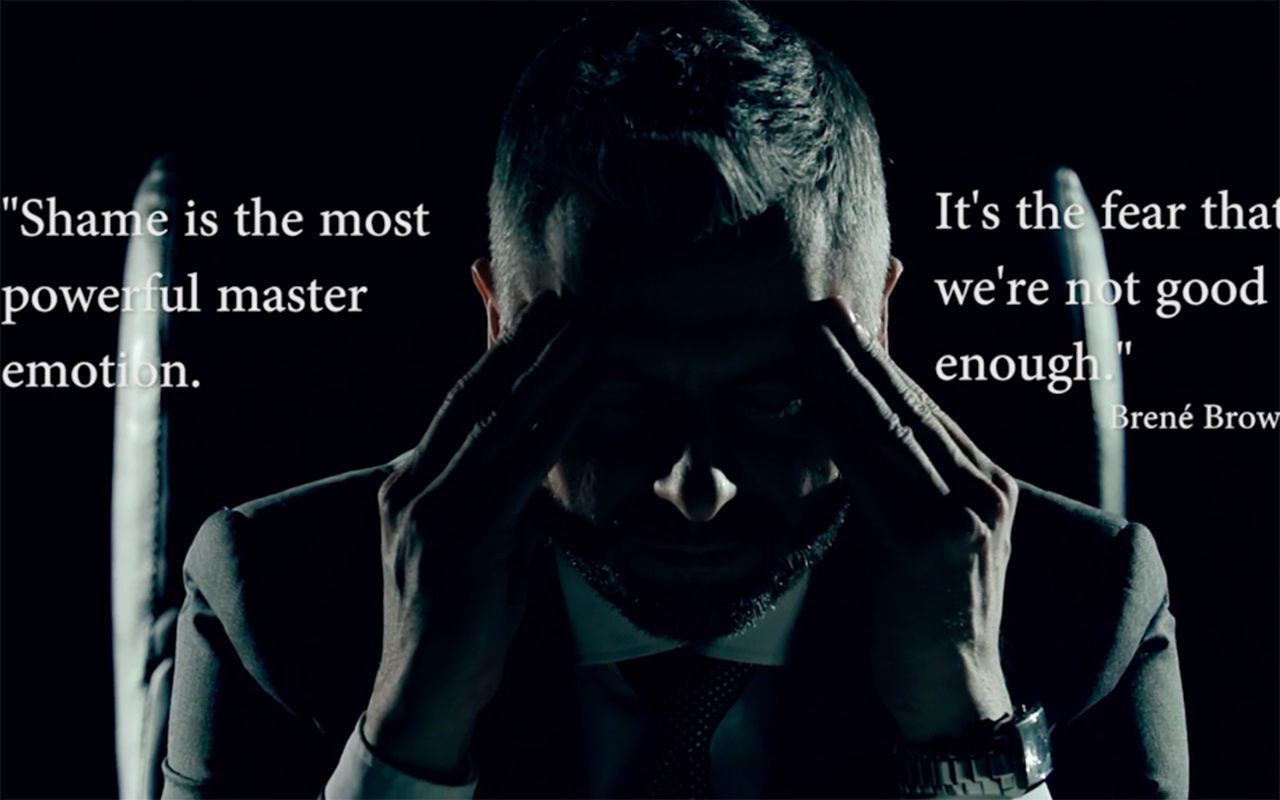 "Shame is the most
powerful master
emotion.
It's the fear that
we're not good
enough."
Brené Brow